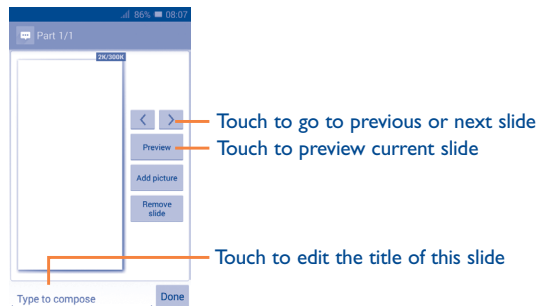 86% 08:07
Part 1/1
2K/300K
< >
Touch to go to previous or next slide
Preview
Touch to preview current slide
Add picture
Remove
slide
Touch to edit the title of this slide
Type to compose
Done